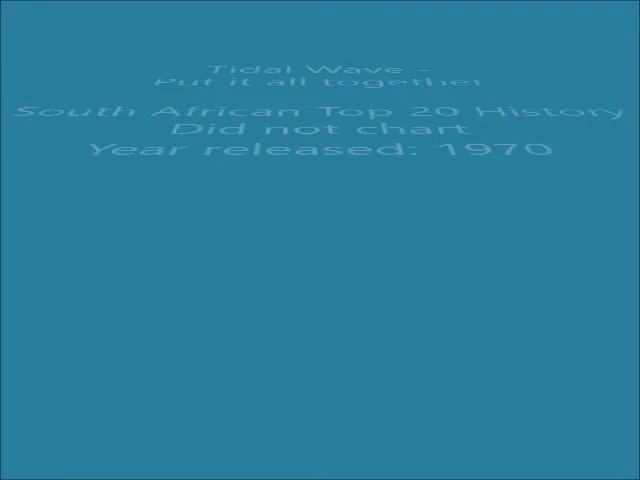 Tidal Wave -
Put it all together
South African Top 20 History
Did not chart
Year released: 1970